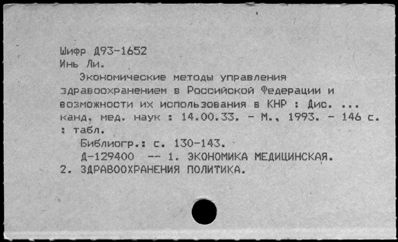 Шифр Д93-1652
Инь Ли.
Экономические методы управления
здравоохранением в Российской Федерации и
возможности их использования в КНР : Дис. ...
канд. мед. наук : 14.00.33. - М., 1993. - 146 с.
: табл.
Библиогр.: с. 130-143.
Д-129400 -- 1. ЭКОНОМИКА МЕДИЦИНСКАЯ.
2. ЗДРАВООХРАНЕНИЯ ПОЛИТИКА.